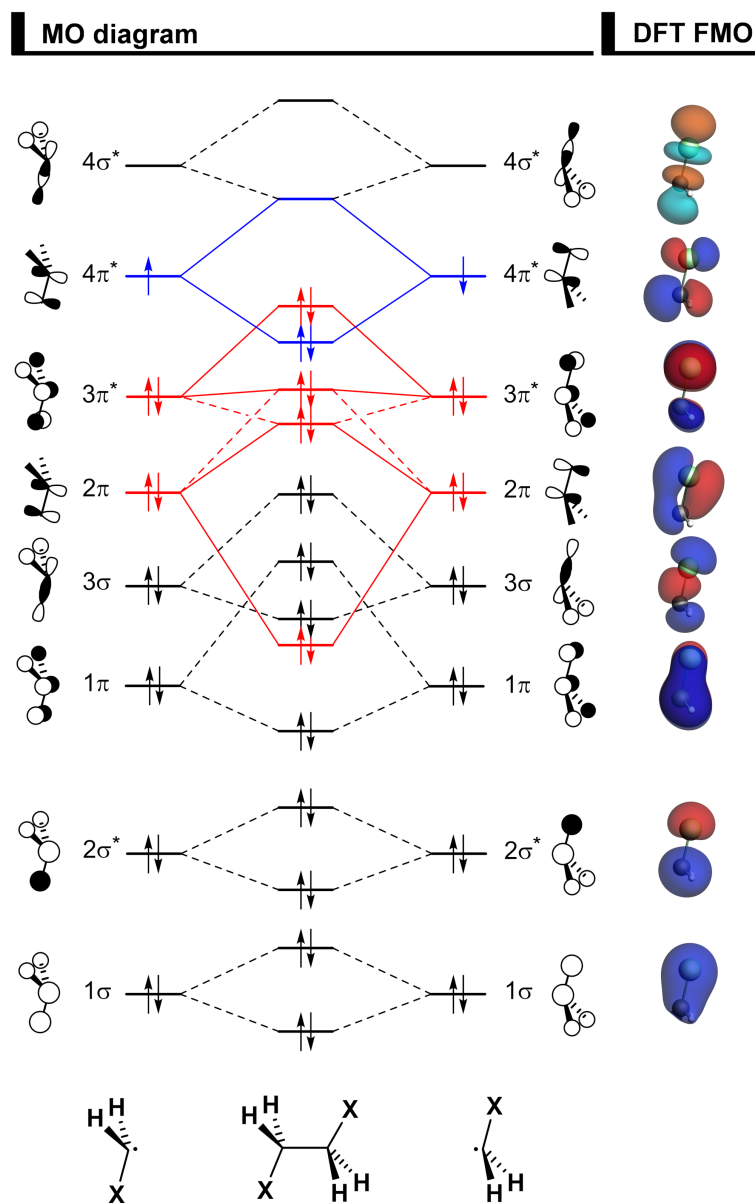 MO diagram DFT FMO
4σ* 4σ*
4π* 4π*
3π* 3π*
2π 2π
3σ 3σ
1π 1π
2σ* 2σ*
1σ 1σ
H H X X
H H H
X X H H H